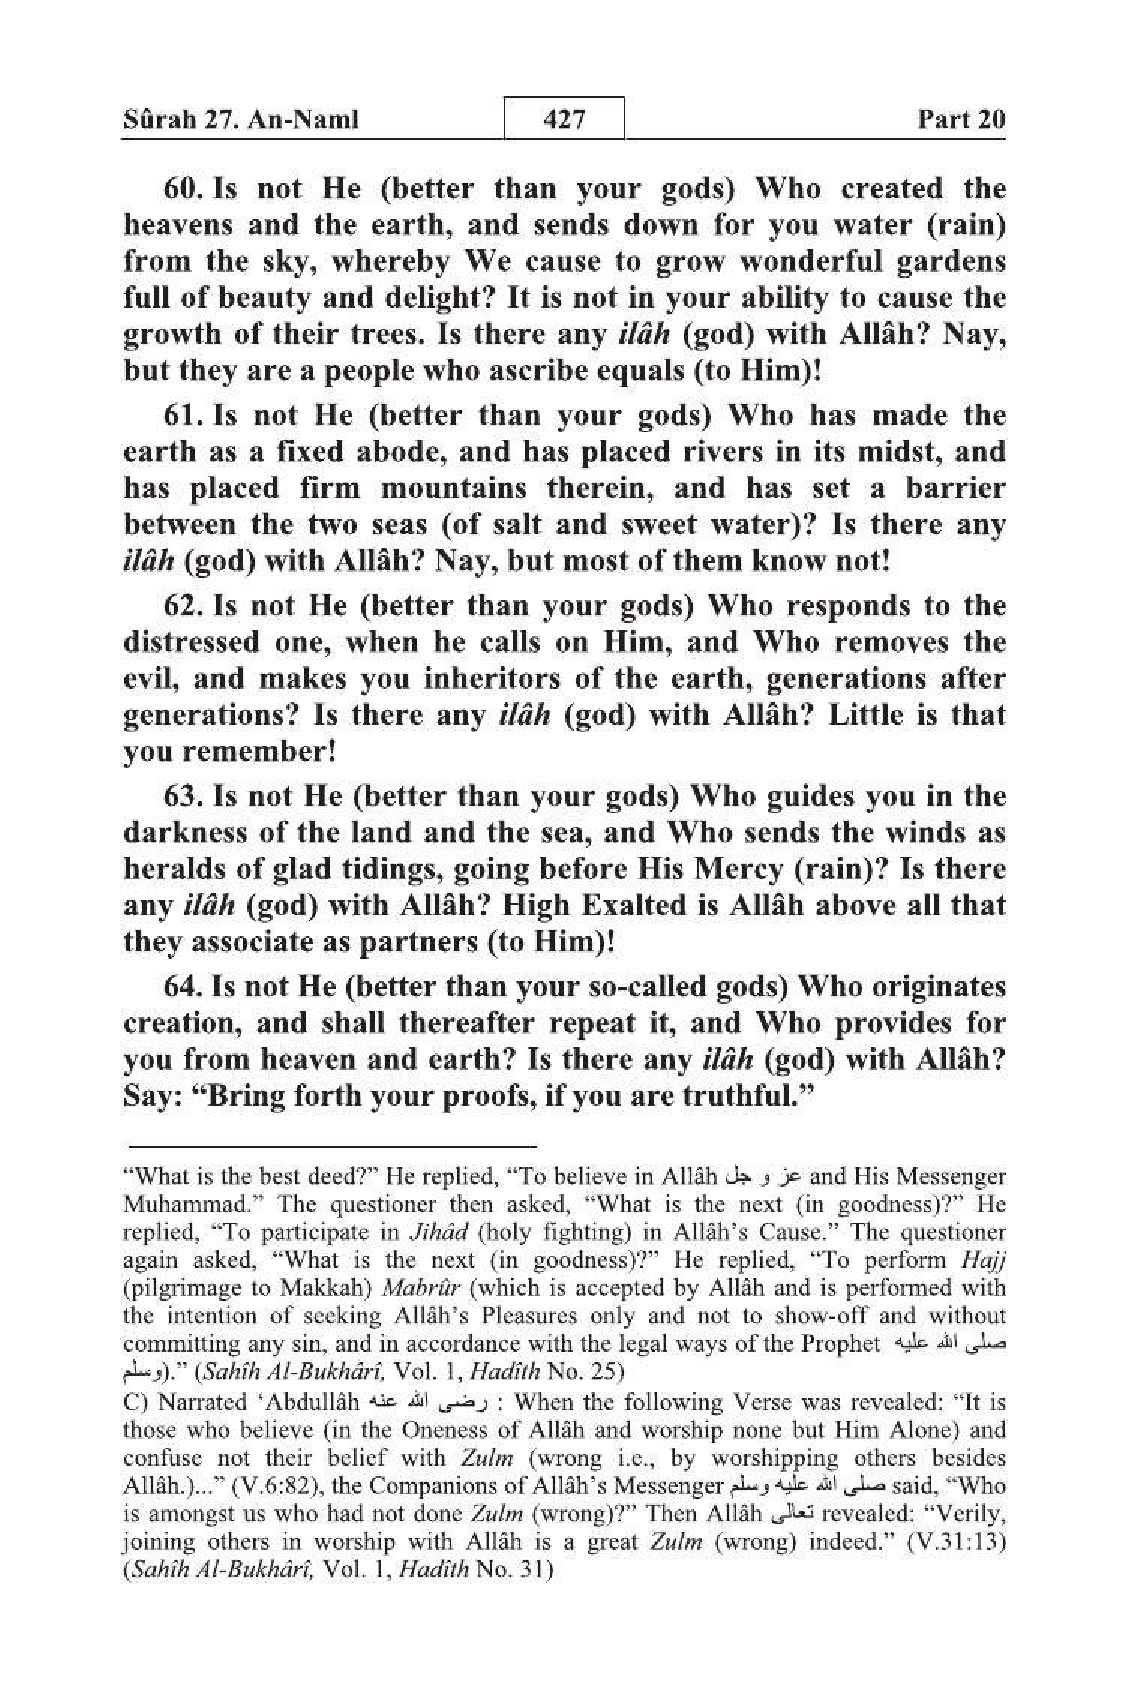 Sûrah 27. An-Naml 427 Part 20
60. Is not He (better than your gods) Who created the
heavens and the earth, and sends down for you water (rain)
from the sky, whereby We cause to grow wonderful gardens
full of beauty and delight? It is not in your ability to cause the
growth of their trees. Is there any ilâh (god) with Allâh? Nay,
but they are a people who ascribe equals (to Him)!
61. Is not He (better than your gods) Who has made the
earth as a fixed abode, and has placed rivers in its midst, and
has placed firm mountains therein, and has set a barrier
between the two seas (of salt and sweet water)? Is there any
ilâh (god) with Allâh? Nay, but most of them know not!
62. Is not He (better than your gods) Who responds to the
distressed one, when he calls on Him, and Who removes the
evil, and makes you inheritors of the earth, generations after
generations? Is there any ilâh (god) with Allâh? Little is that
you remember!
63. Is not He (better than your gods) Who guides you in the
darkness of the land and the sea, and Who sends the winds as
heralds of glad tidings, going before His Mercy (rain)? Is there
any ilâh (god) with Allâh? High Exalted is Allâh above all that
they associate as partners (to Him)!
64. Is not He (better than your so-called gods) Who originates
creation, and shall thereafter repeat it, and Who provides for
you from heaven and earth? Is there any ilâh (god) with Allâh?
Say: “Bring forth your proofs, if you are truthful.”
“What is the best deed?” He replied, “To believe in Allâh عز و جل and His Messenger
Muhammad.” The questioner then asked, “What is the next (in goodness)?” He
replied, “To participate in Jihâd (holy fighting) in Allâh’s Cause.” The questioner
again asked, “What is the next (in goodness)?” He replied, “To perform Hajj
(pilgrimage to Makkah) Mabrûr (which is accepted by Allâh and is performed with
the intention of seeking Allâh’s Pleasures only and not to show-off and without
committing any sin, and in accordance with the legal ways of the Prophet صلى الله عليه
وسلم).” (Sahîh Al-Bukhârî, Vol. 1, Hadîth No. 25)
C) Narrated ‘Abdullâh رضى الله عنه : When the following Verse was revealed: “It is
those who believe (in the Oneness of Allâh and worship none but Him Alone) and
confuse not their belief with Zulm (wrong i.e., by worshipping others besides
Allâh.)...” (V.6:82), the Companions of Allâh’s Messenger صلى الله عليه وسلم said, “Who
is amongst us who had not done Zulm (wrong)?” Then Allâh تعالى revealed: “Verily,
joining others in worship with Allâh is a great Zulm (wrong) indeed.” (V.31:13)
(Sahîh Al-Bukhârî, Vol. 1, Hadîth No. 31)